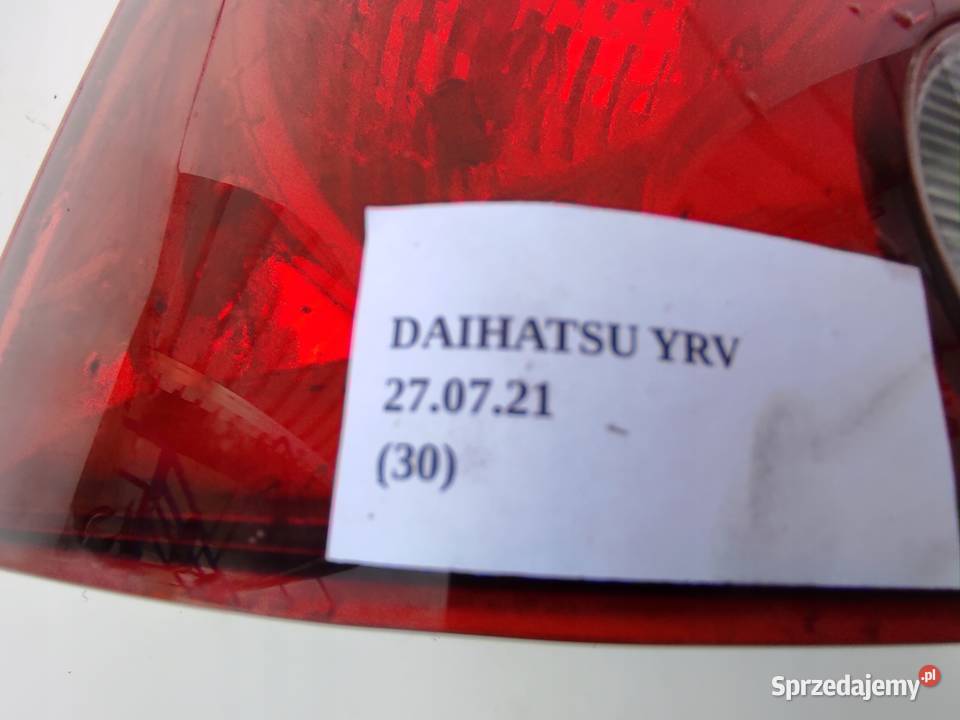 DAIHATSU YRV
27.07.21
(30)
Sprzedajemy.pl